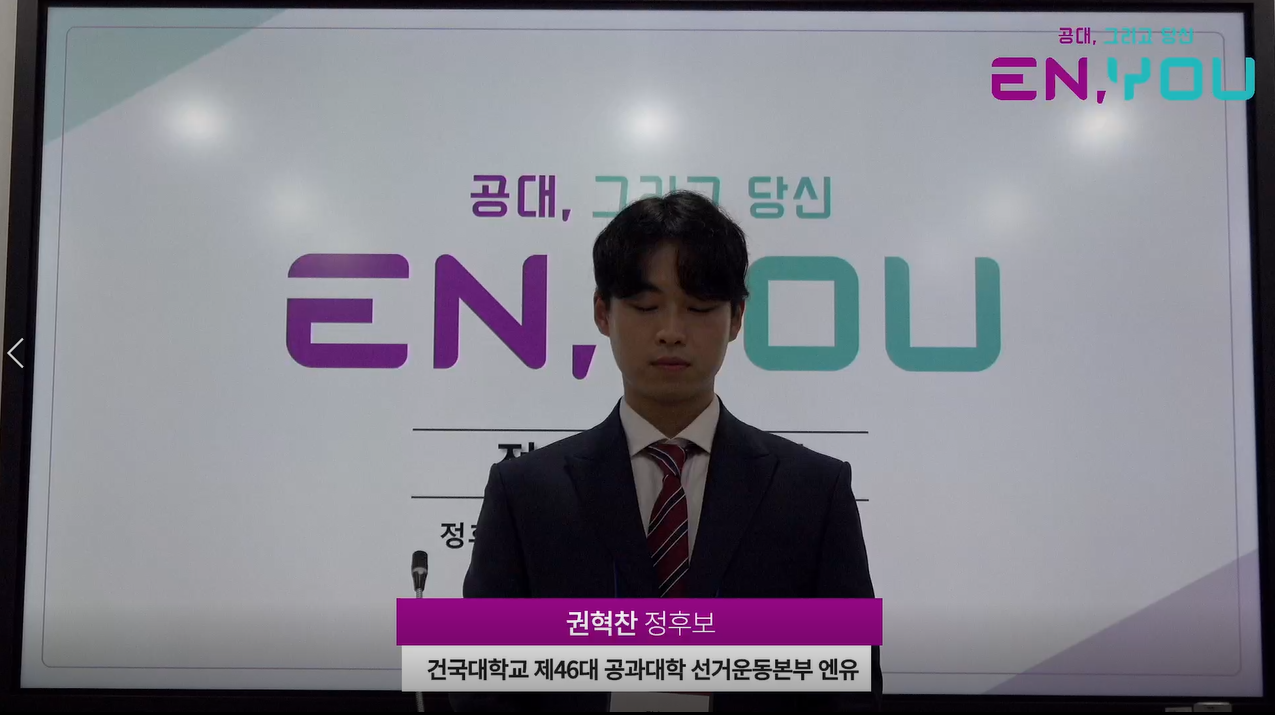 공대, 그리고 당신
EN,YOU
공대, 그리고 당신
EN, OU
권혁찬 정후보
건국대학교 제46대 공과대학 선거운동본부 엔유